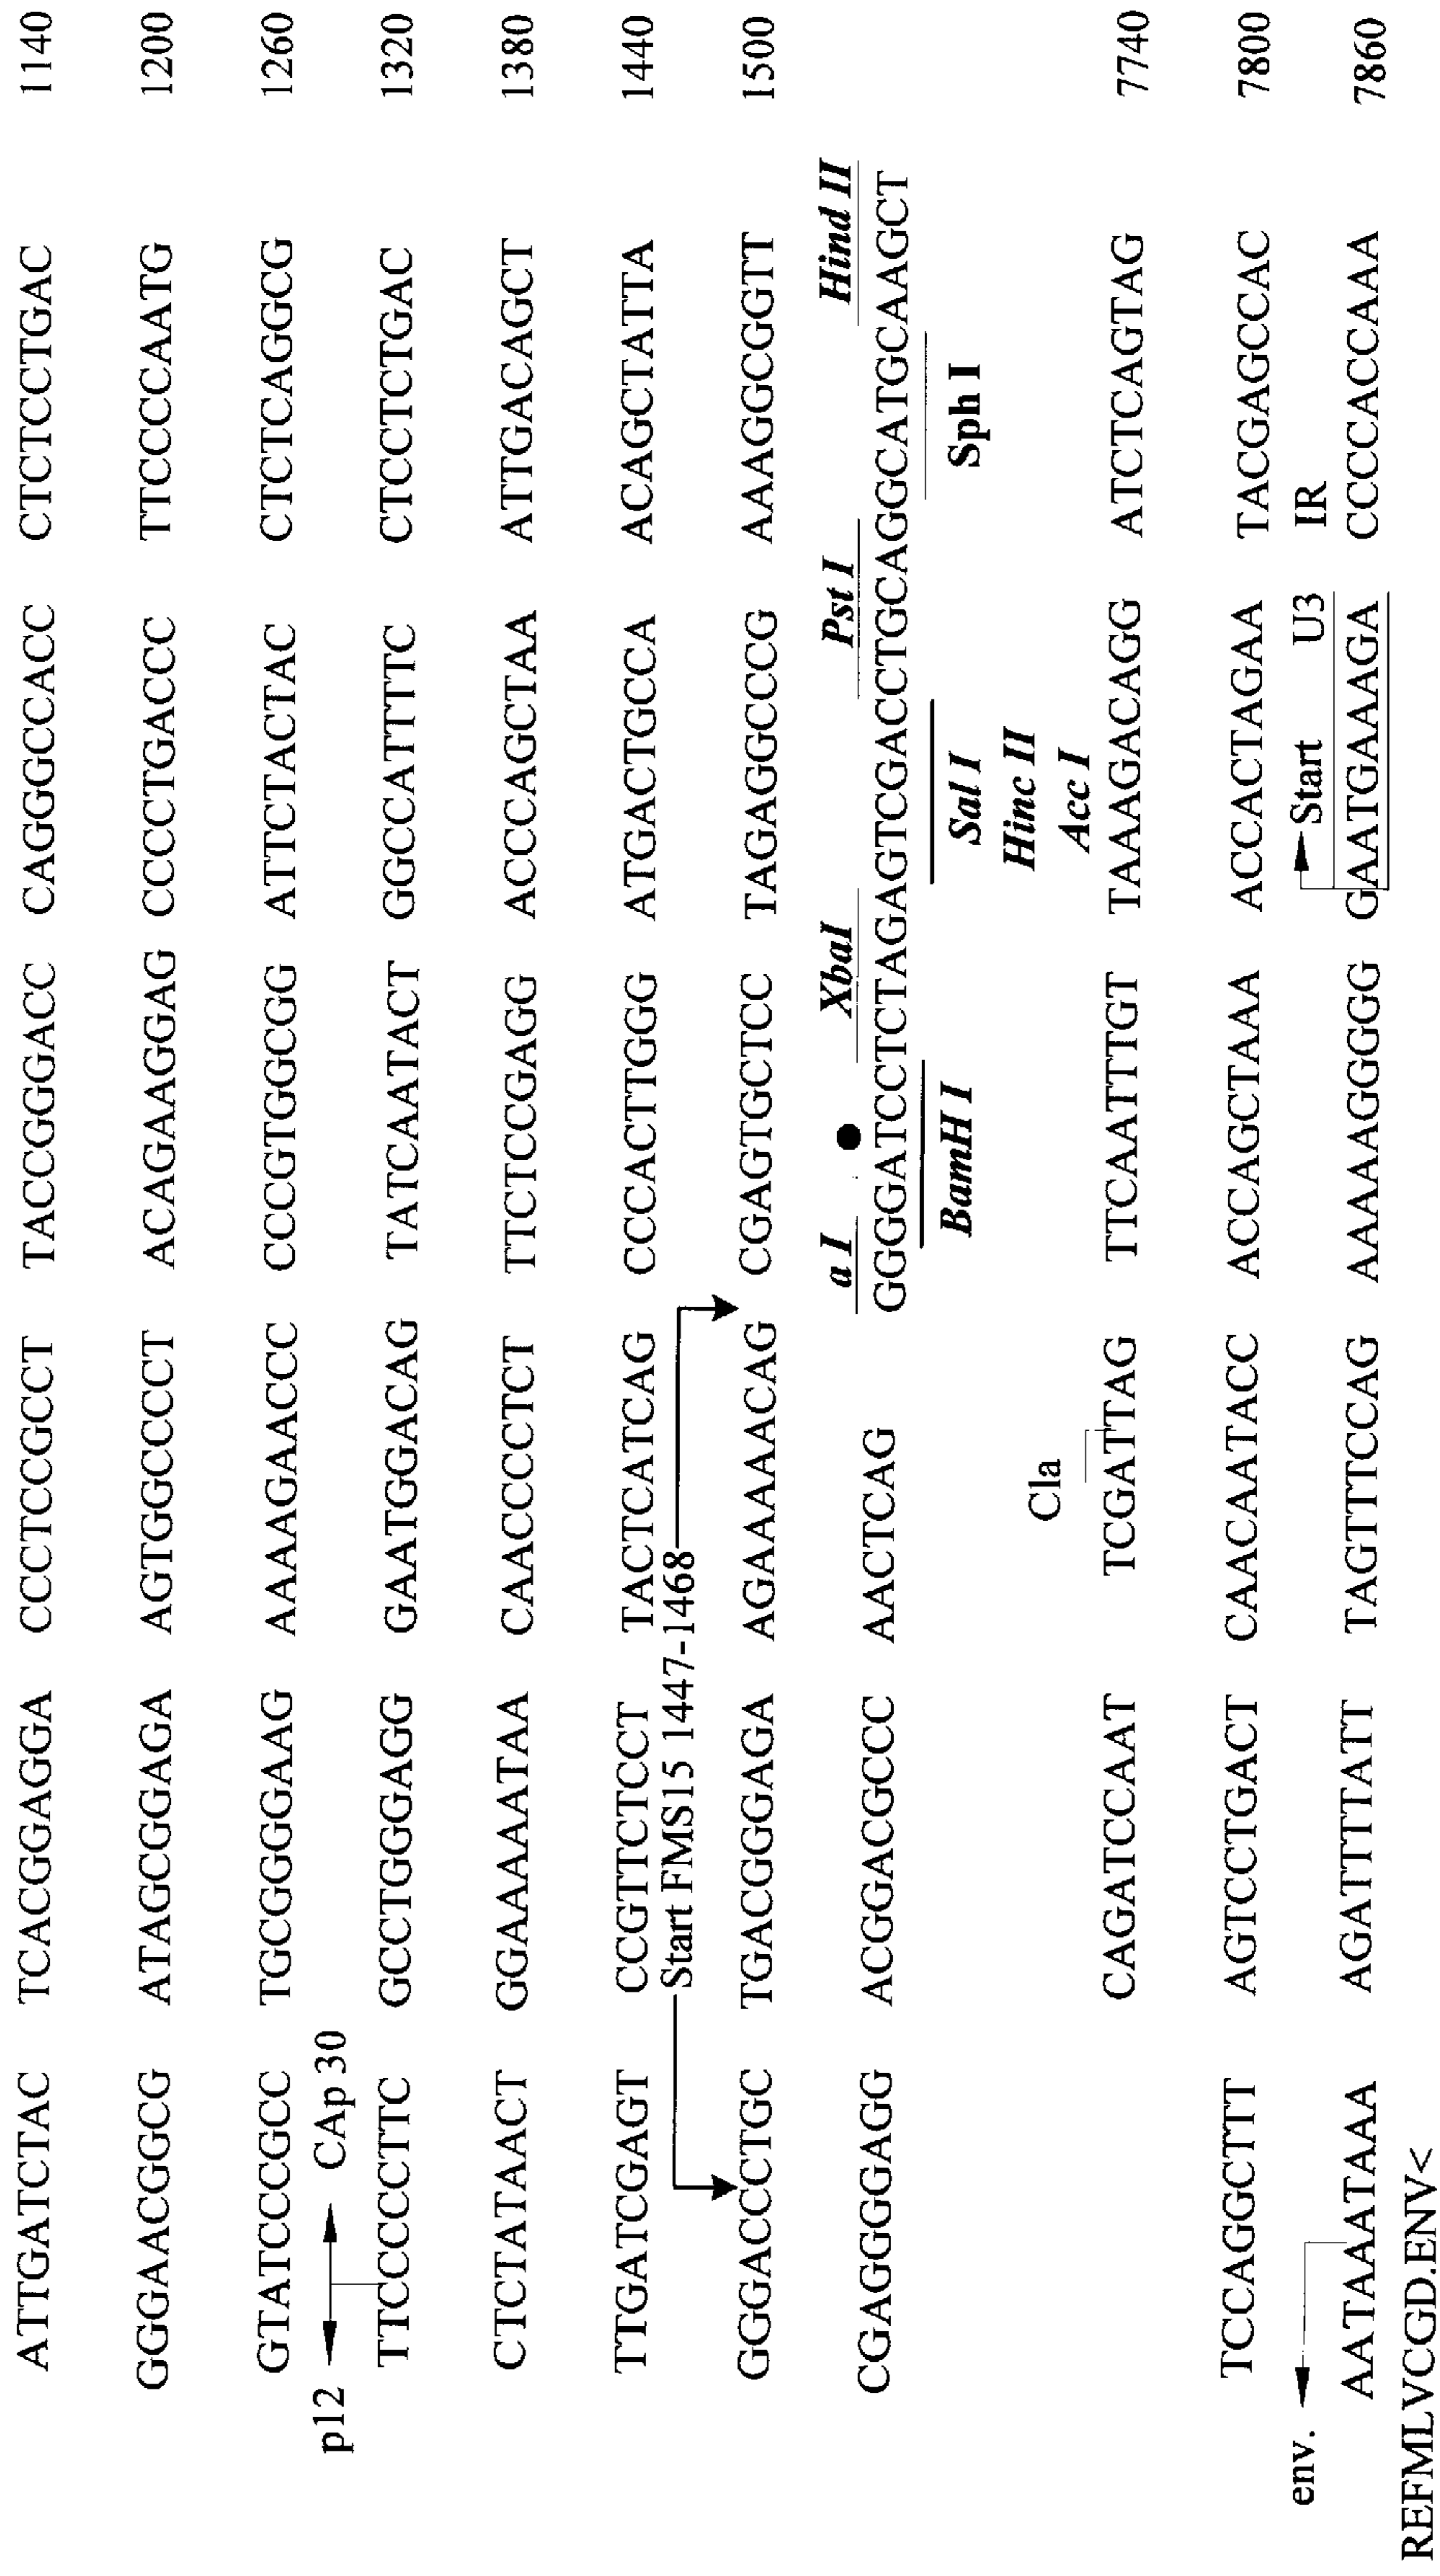 ATTGATCTAC TCACGGAGGA CCCTCCGCCT TACCGGGACC CAGGGCCACC CTCTCCTGAC 1140
GGGAACGGCG ATAGCGGAGA AGTGGCCCCT ACAGAAGGAG CCCCTGACCC TTCCCCAATG 1200
GTATCCCGCC TGCGGGGAAG AAAAGAACCC CCCGTGGCGG ATTCTACTAC CTCTCAGGCG 1260
p12 CAp 30
TTCCCCCTTC GCCTGGGAGG GAATGGACAG TATCAATACT GGCCATTTTC CTCCTCTGAC 1320
CTCTATAACT GGAAAAATAA CAACCCCTCT TTCTCCGAGG ACCCAGCTAA ATTGACAGCT 1380
TTGATCGAGT CCGTTCTCCT TACTCATCAG CCCACTTGGG ATGACTGCCA ACAGCTATTA 1440
Start FMS15 1447-1468
GGGACCCTGC TGACGGGAGA AGAAAAACAG CGAGTGCTCC TAGAGGCCCG AAAGGCGGTT 1500
a I XbaI Pst I Hind II
CGAGGGGAGG ACGGACGCCC AACTCAG GGGGATCCTCTAGAGTCGACCTGCAGGCATGCAAGCT
BamH I Sal I Sph I
Hinc II
Acc I
Cla
CAGATCCAAT TCGATTAG TTCAATTTGT TAAAGACAGG ATCTCAGTAG 7740
TCCAGGCTTT AGTCCTGACT CAACAATACC ACCAGCTAAA ACCACTAGAA TACGAGCCAC 7800
env. Start U3 IR
AATAAATAAA AGATTTTATT TAGTTTCCAG AAAAAGGGGG GAATGAAAGA CCCCACCAAA 7860
REFMLVCGD.ENV<